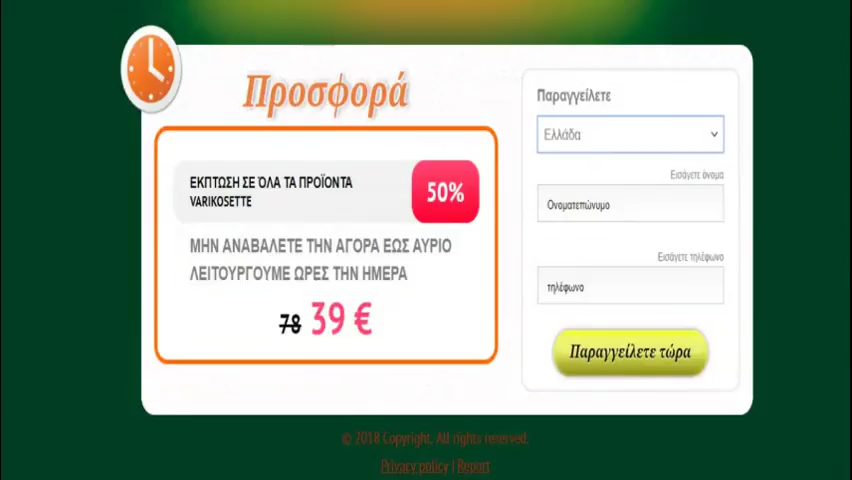 Προσφορά
ΕΚΠΤΩΣΗ ΣΕ ΌΛΑ ΤΑ ΠΡΟΪΟΝΤΑ
VARIKOSETTE
50%
ΜΗΝ ΑΝΑΒΑΛΕΤΕ ΤΗΝ ΑΓΟΡΑ ΕΩΣ ΑΥΡΙΟ
ΛΕΙΤΟΥΡΓΟΥΜΕ ΩΡΕΣ ΤΗΝ ΗΜΕΡΑ
78 39 €
Παραγγείλετε
Ελλάδα
Εισάγετε όνομα
Ονοματεπώνυμο
Εισάγετε τηλέφωνο
τηλέφωνο
Παραγγείλετε τώρα
© 2018 Copyright. All rights reserved.
Privacy policy | Report